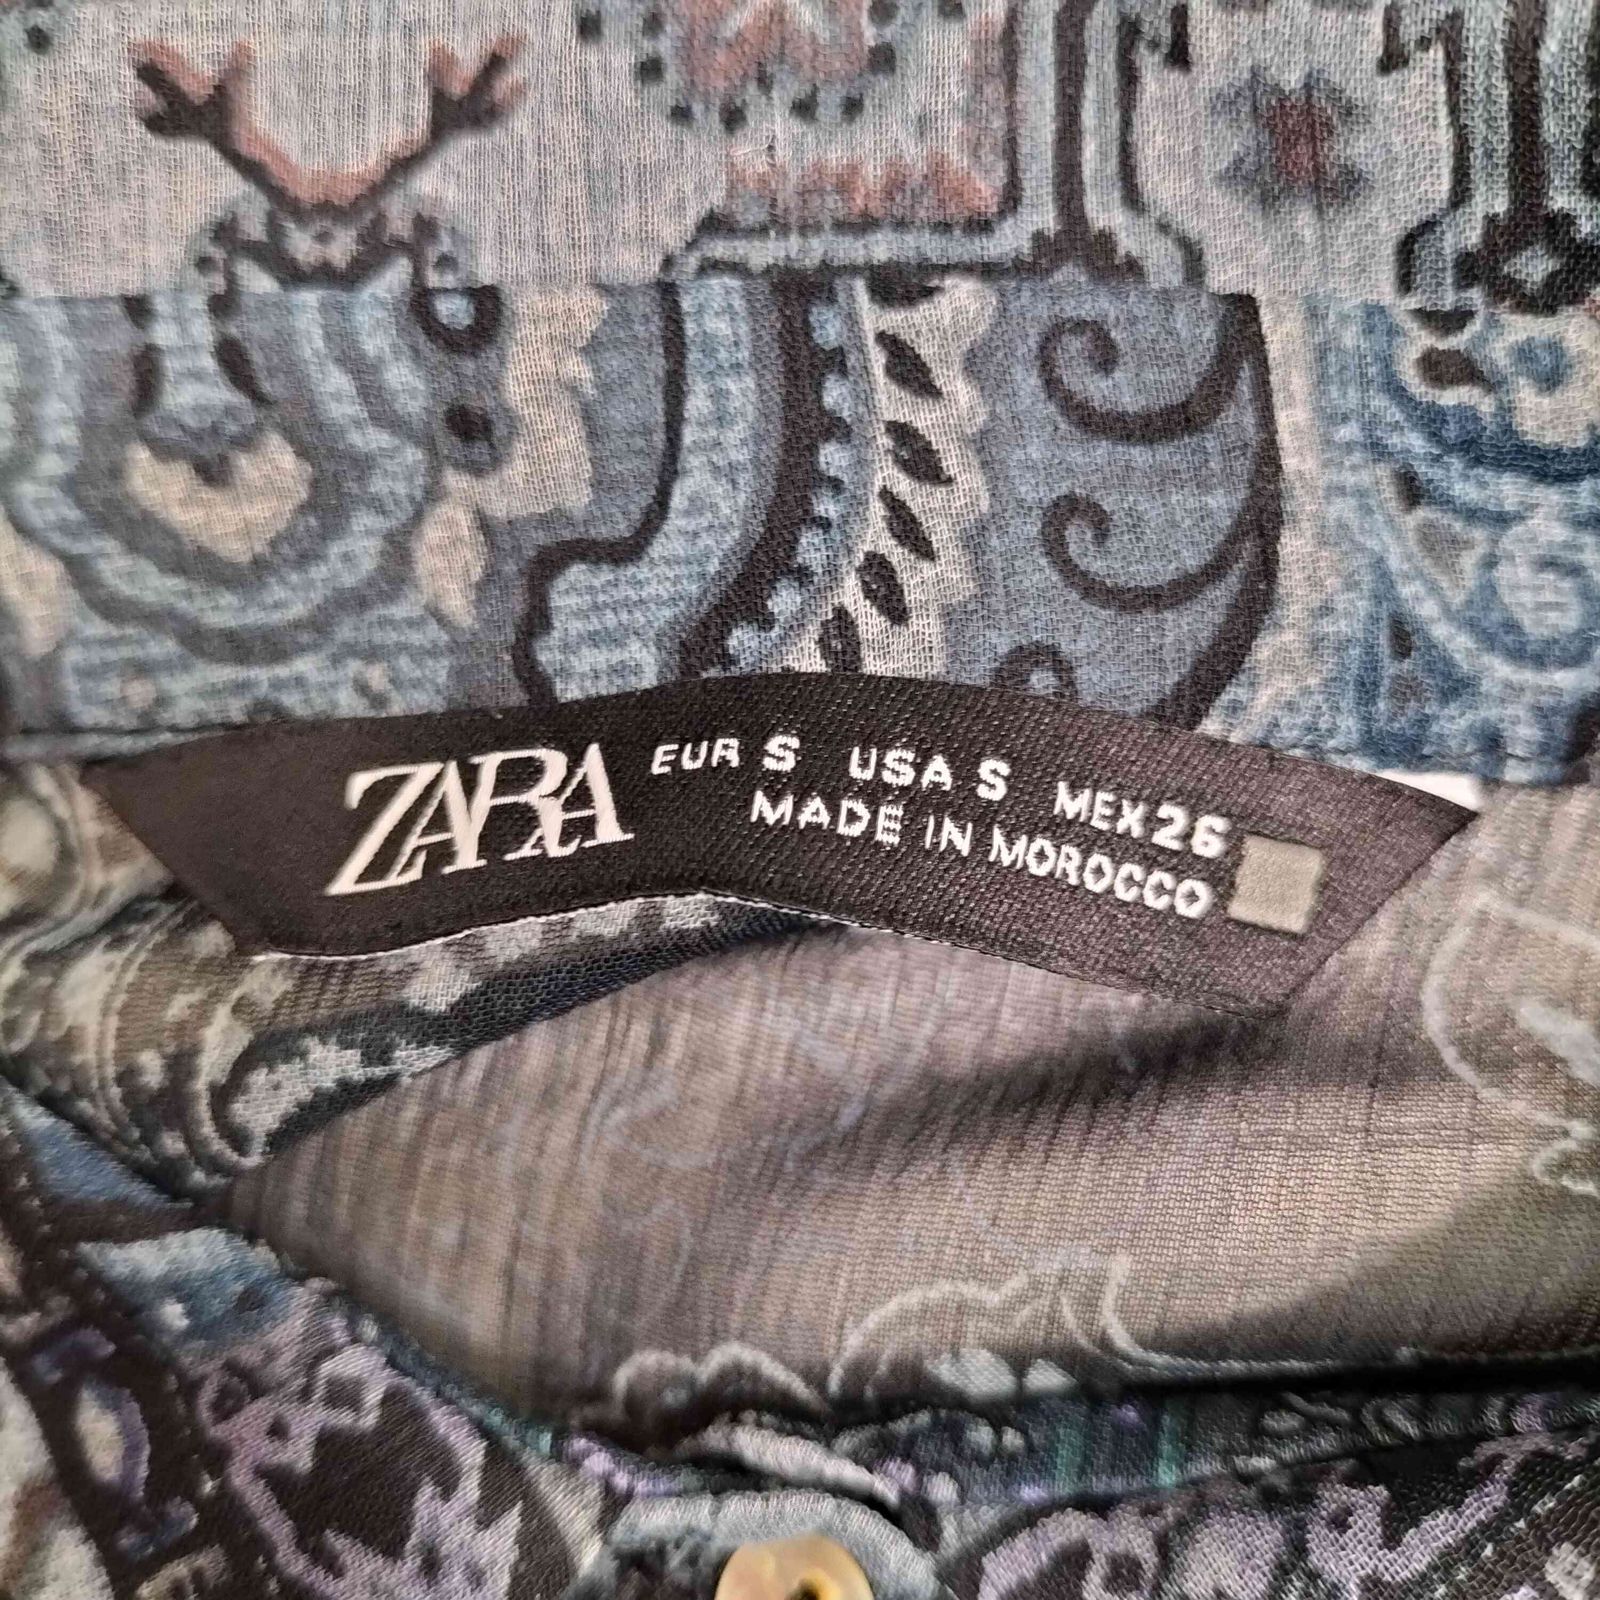 ZARA
EUR S USA S MEX 26
MADE IN MOROCCO